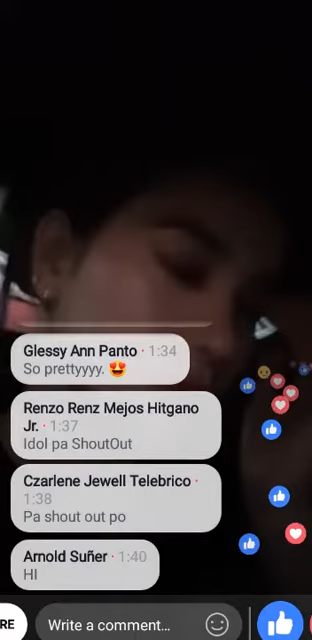 Glessy Ann Panto · 1:34
So prettyyyy. 😍
Renzo Renz Mejos Hitgano
Jr. · 1:37
Idol pa ShoutOut
Czarlene Jewell Telebrico ·
1:38
Pa shout out po
Arnold Suñer · 1:40
HI
RE
Write a comment...